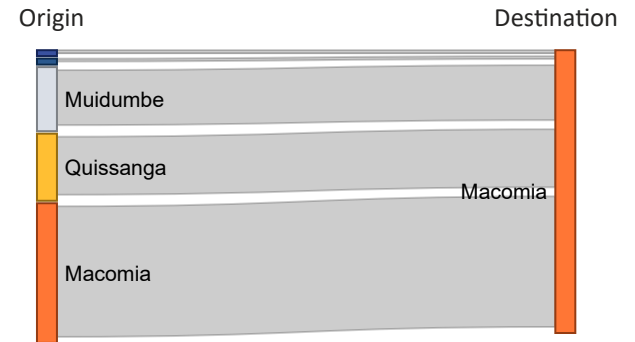 Origin
Destination
Muidumbe
Quissanga
Macomia
Macomia